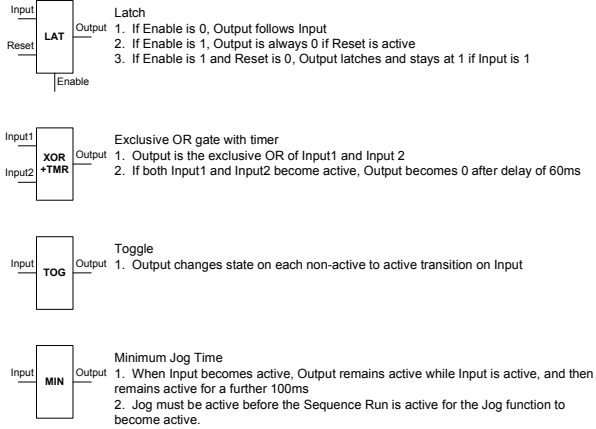 Input
Reset
LAT
Output
Enable
Latch
1. If Enable is 0, Output follows Input
2. If Enable is 1, Output is always 0 if Reset is active
3. If Enable is 1 and Reset is 0, Output latches and stays at 1 if Input is 1
Input1
Input2
XOR
+TMR
Output
Exclusive OR gate with timer
1. Output is the exclusive OR of Input1 and Input 2
2. If both Input1 and Input2 become active, Output becomes 0 after delay of 60ms
Input
TOG
Output
Toggle
1. Output changes state on each non-active to active transition on Input
Input
MIN
Output
Minimum Jog Time
1. When Input becomes active, Output remains active while Input is active, and then
remains active for a further 100ms
2. Jog must be active before the Sequence Run is active for the Jog function to
become active.